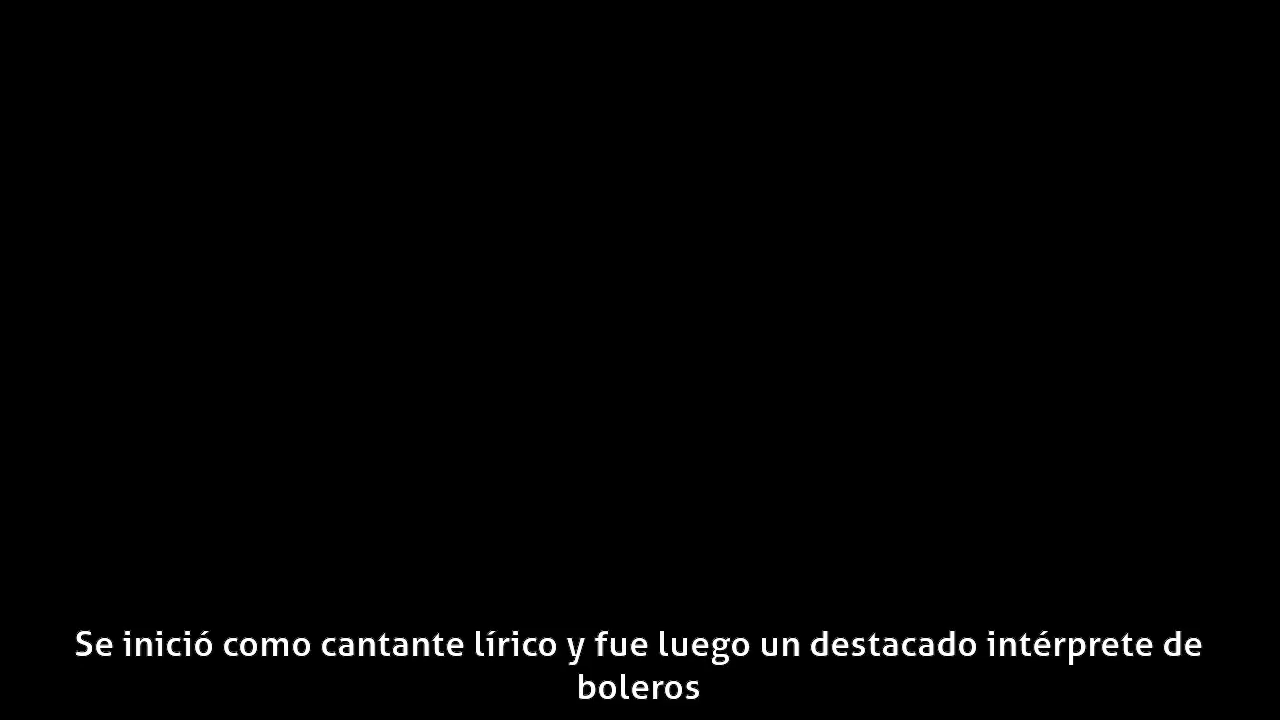 Se inició como cantante lírico y fue luego un destacado intérprete de
boleros